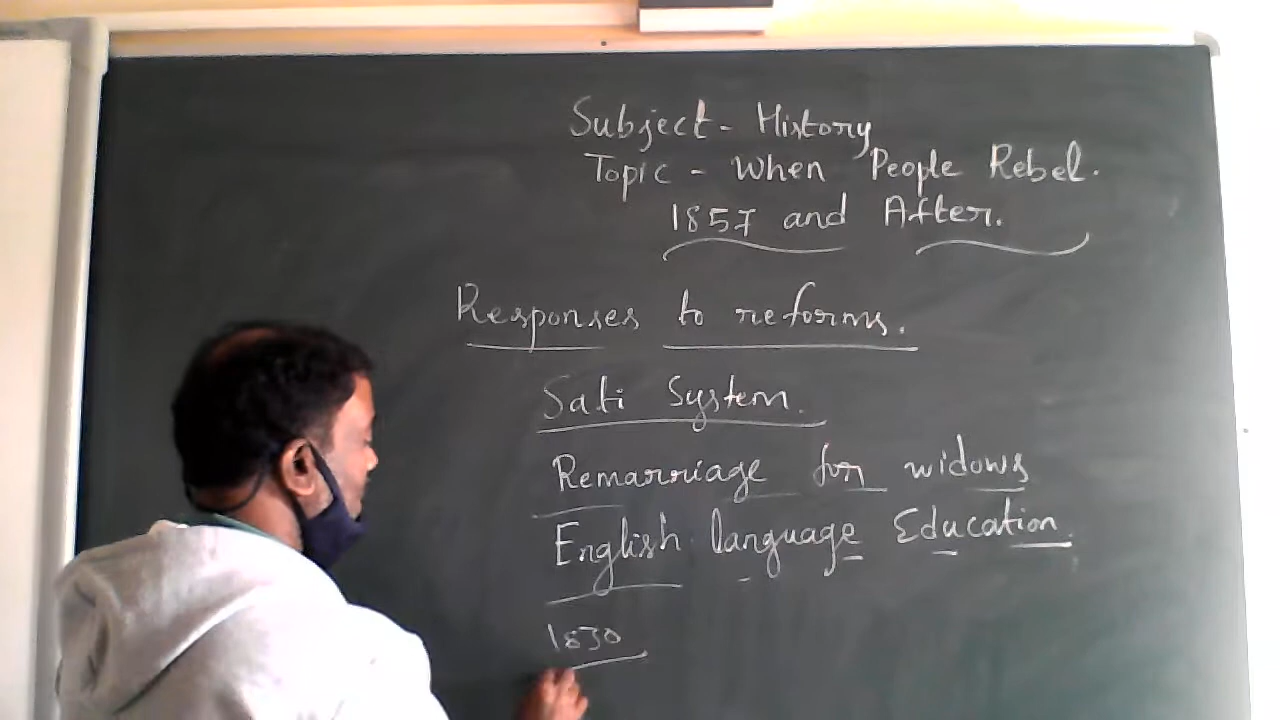 Subject - History
Topic - When People Rebel.
1857 and After.
Responses to reforms.
Sati System.
Remarriage for widows
English language Education.
1830